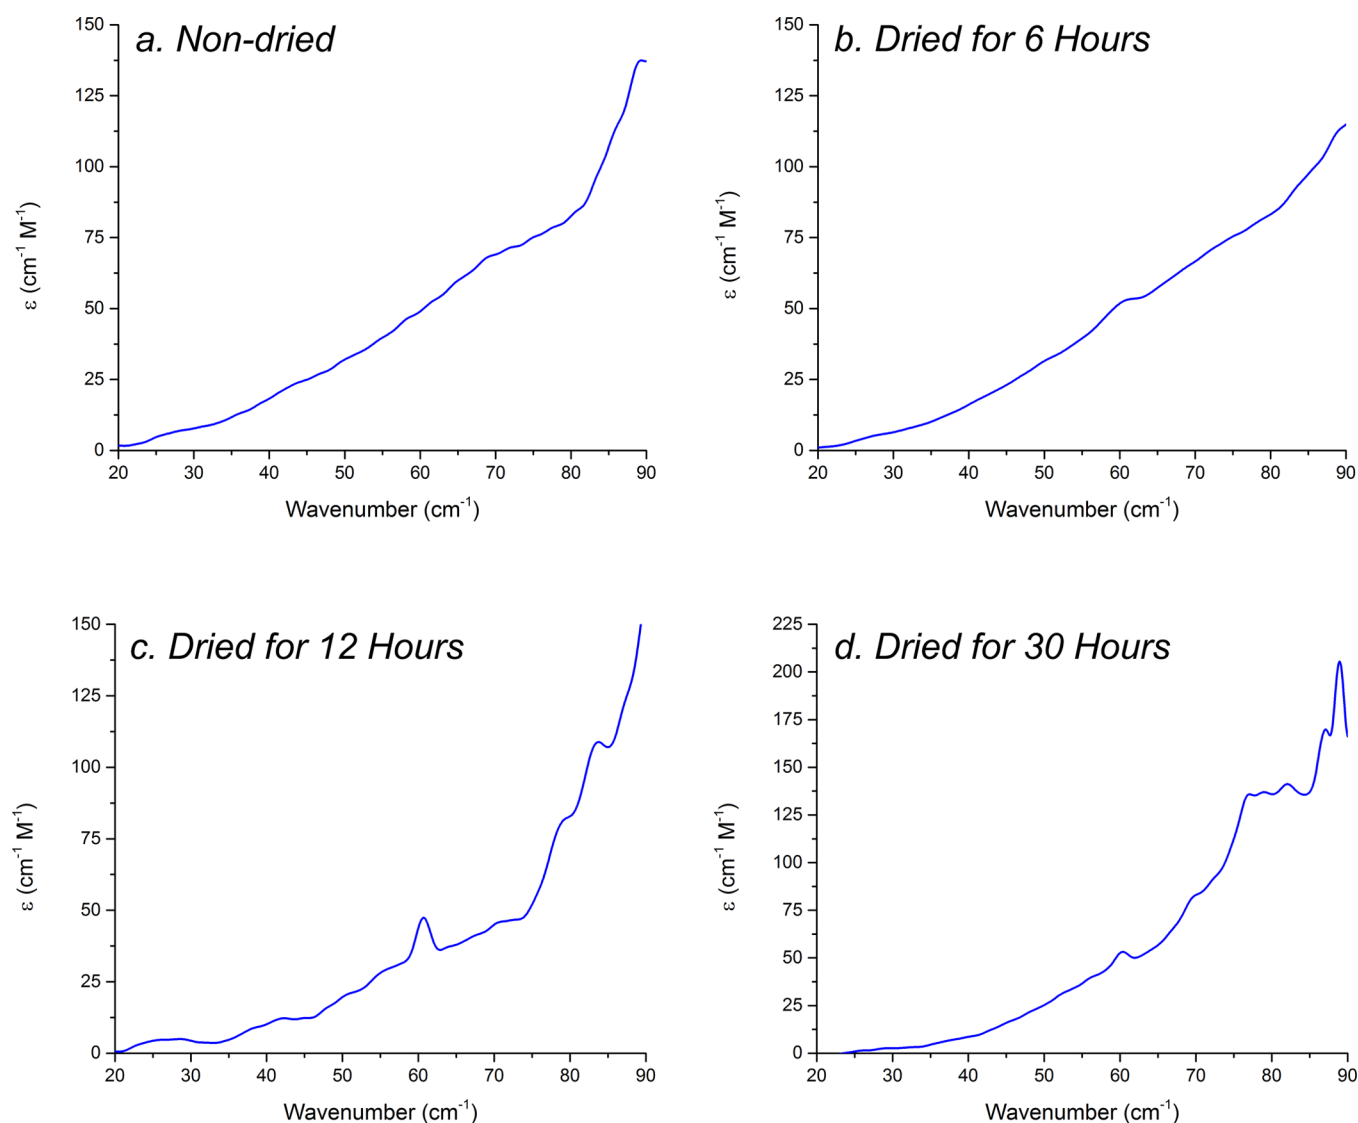 a. Non-dried
150
125
100
75
50
25
0
ε (cm⁻¹ M⁻¹)
20 30 40 50 60 70 80 90
Wavenumber (cm⁻¹)
b. Dried for 6 Hours
150
125
100
75
50
25
0
ε (cm⁻¹ M⁻¹)
20 30 40 50 60 70 80 90
Wavenumber (cm⁻¹)
c. Dried for 12 Hours
150
125
100
75
50
25
0
ε (cm⁻¹ M⁻¹)
20 30 40 50 60 70 80 90
Wavenumber (cm⁻¹)
d. Dried for 30 Hours
225
200
175
150
125
100
75
50
25
0
ε (cm⁻¹ M⁻¹)
20 30 40 50 60 70 80 90
Wavenumber (cm⁻¹)